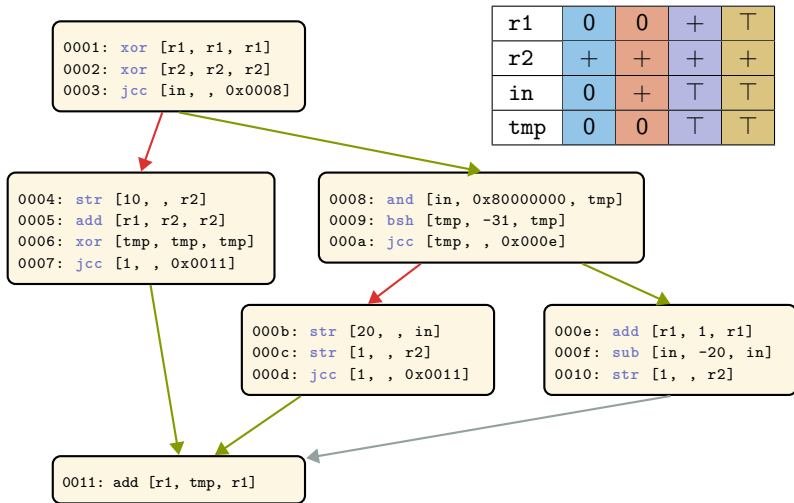 0001: xor [r1, r1, r1]
0002: xor [r2, r2, r2]
0003: jcc [in, , 0x0008]
r1 0 0 + ⊤
r2 + + + +
in 0 + ⊤ ⊤
tmp 0 0 ⊤ ⊤
0004: str [10, , r2]
0005: add [r1, r2, r2]
0006: xor [tmp, tmp, tmp]
0007: jcc [1, , 0x0011]
0008: and [in, 0x80000000, tmp]
0009: bsh [tmp, -31, tmp]
000a: jcc [tmp, , 0x000e]
000b: str [20, , in]
000c: str [1, , r2]
000d: jcc [1, , 0x0011]
000e: add [r1, 1, r1]
000f: sub [in, -20, in]
0010: str [1, , r2]
0011: add [r1, tmp, r1]